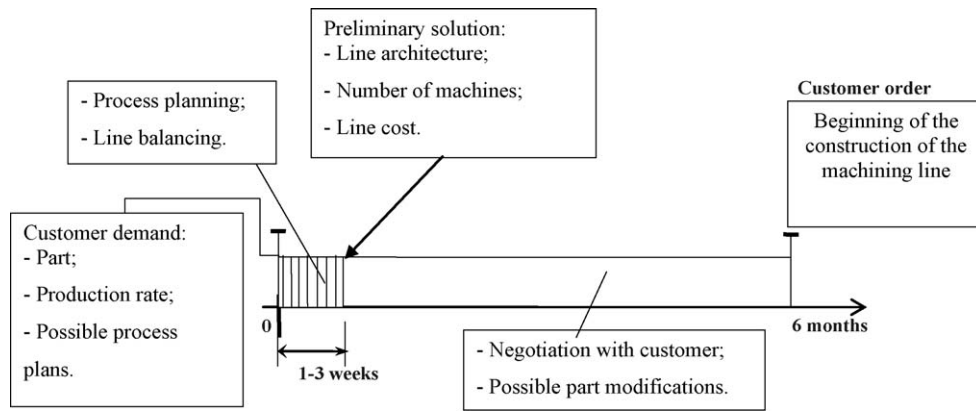 Preliminary solution:
- Line architecture;
- Number of machines;
- Line cost.
- Process planning;
- Line balancing.
Customer order
Beginning of the
construction of the
machining line
Customer demand:
- Part;
- Production rate;
- Possible process
plans.
0
6 months
1-3 weeks
- Negotiation with customer;
- Possible part modifications.